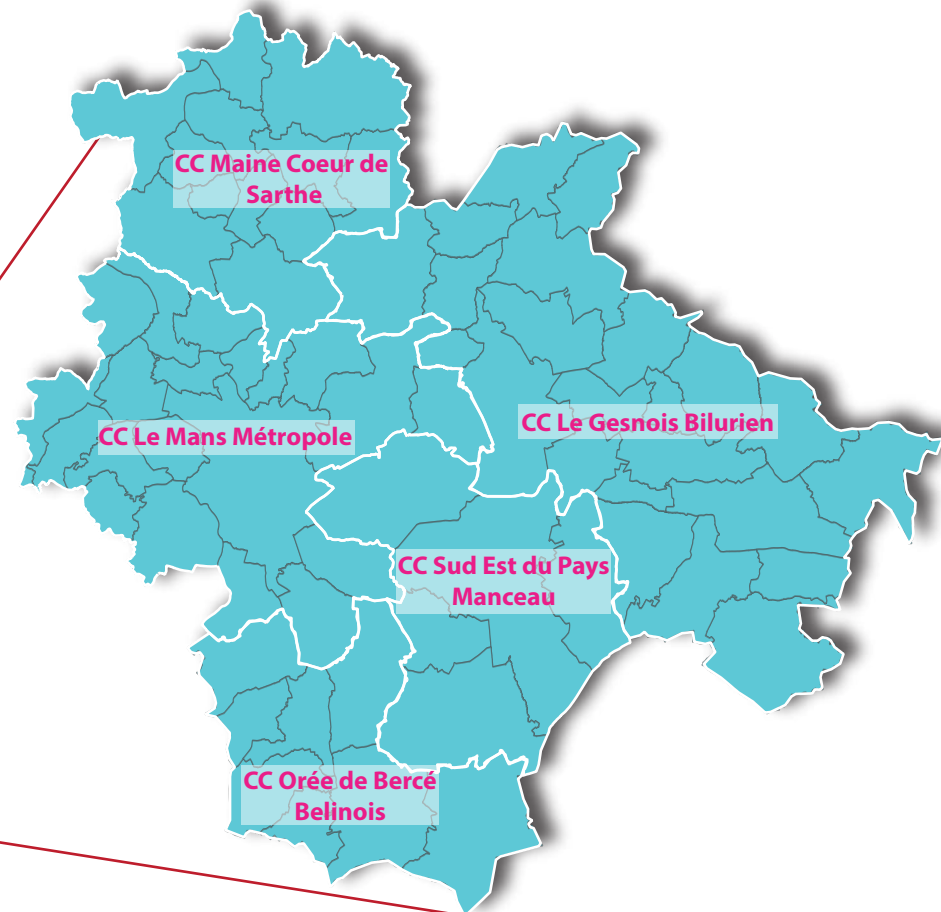 CC Maine Coeur de
Sarthe
CC Le Gesnois Bilurien
CC Le Mans Métropole
CC Sud Est du Pays
Manceau
CC Orée de Bercé
Belinois